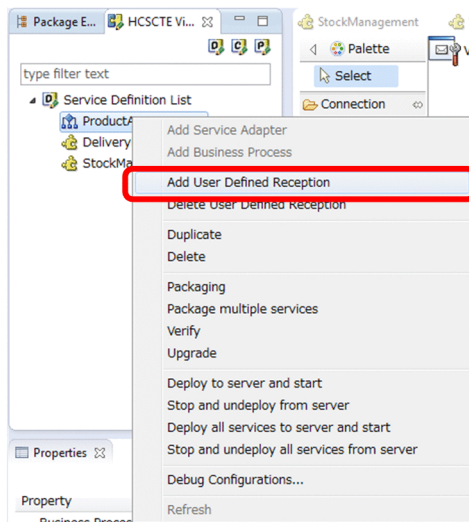 Package E...
HCSCTE Vi...
StockManagement
type filter text
Palette
Select
Connection
Service Definition List
Delivery
Add Service Adapter
Add Business Process
Add User Defined Reception
Delete User Defined Reception
Duplicate
Delete
Packaging
Package multiple services
Verify
Upgrade
Deploy to server and start
Stop and undeploy from server
Deploy all services to server and start
Stop and undeploy all services from server
Debug Configurations...
Refresh
Properties
Property